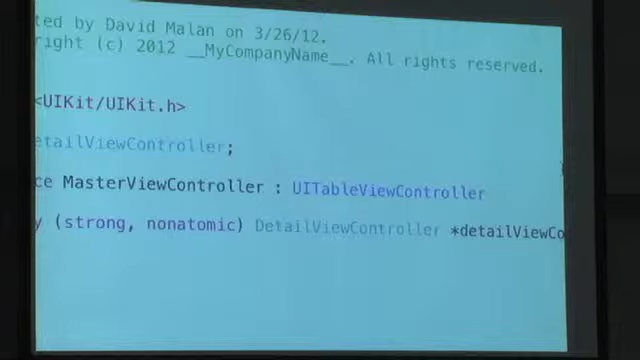 ted by David Malan on 3/26/12.
right (c) 2012 __MyCompanyName__. All rights reserved.
<UIKit/UIKit.h>
etailViewController;
ce MasterViewController : UITableViewController
y (strong, nonatomic) DetailViewController *detailViewCo